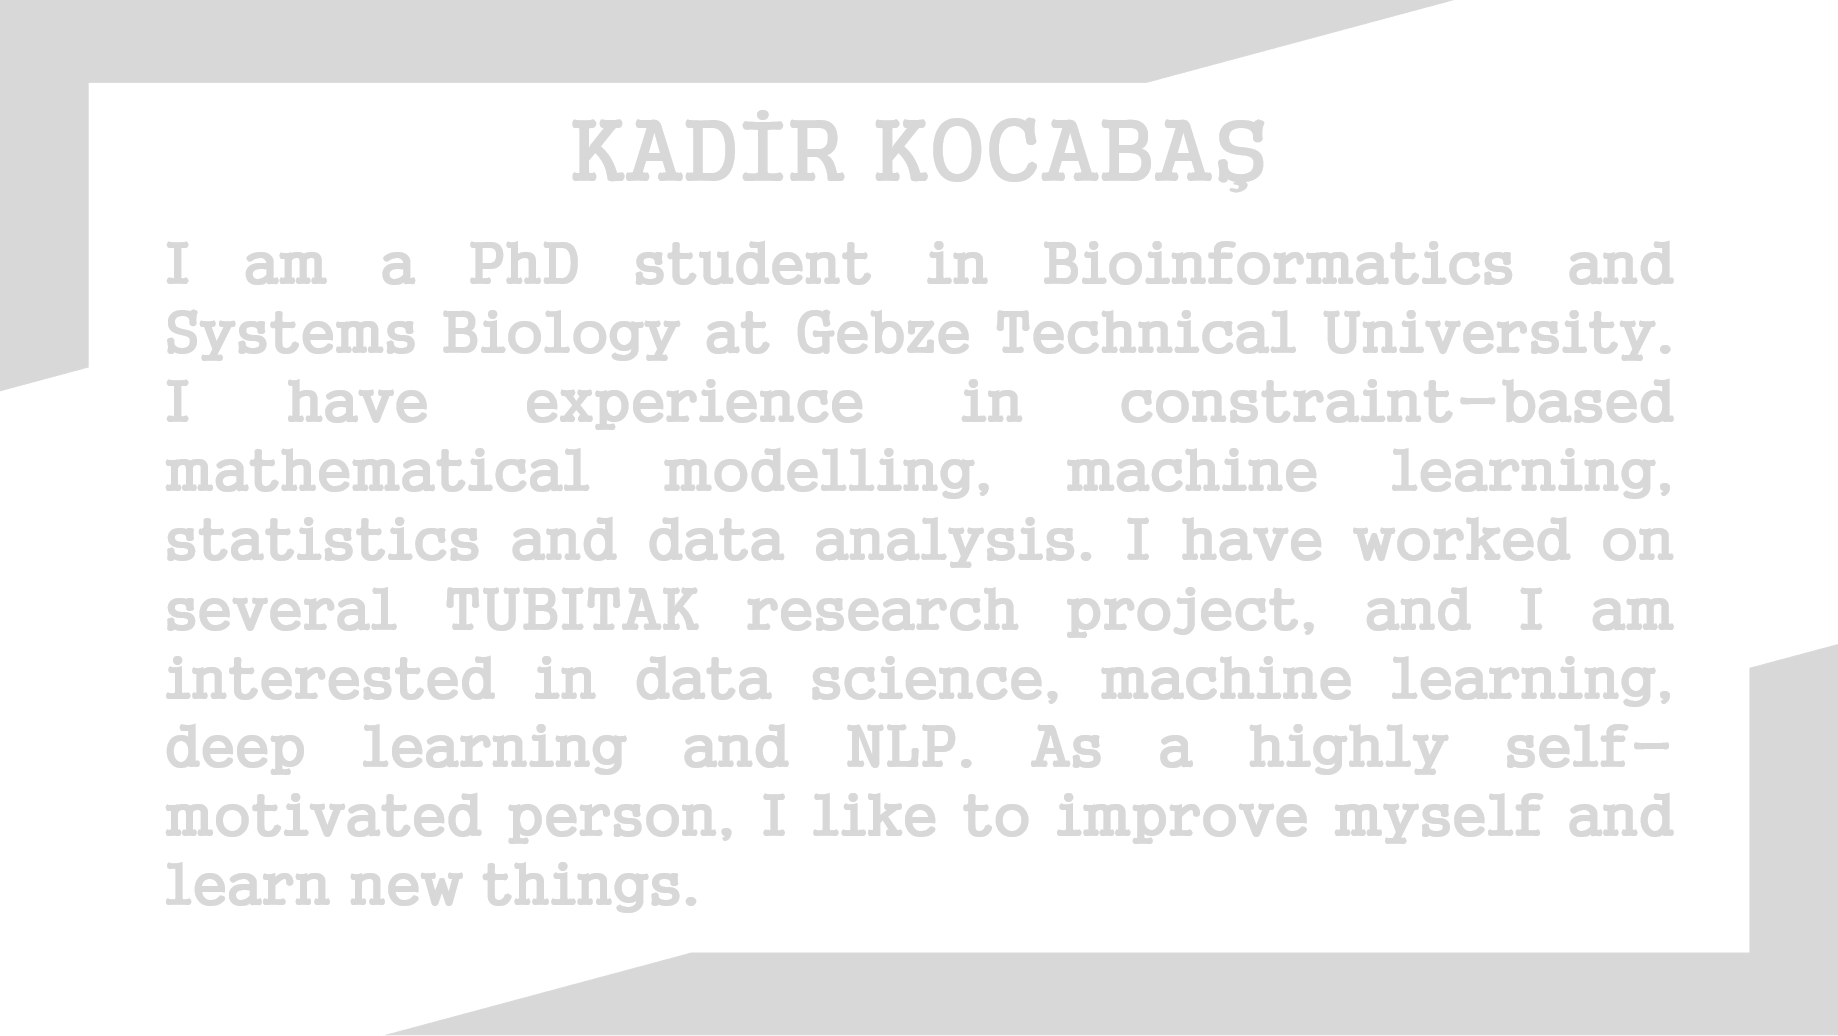 KADİR KOCABAŞ
I am a PhD student in Bioinformatics and
Systems Biology at Gebze Technical University.
I have experience in constraint-based
mathematical modelling, machine learning,
statistics and data analysis. I have worked on
several TUBITAK research project, and I am
interested in data science, machine learning,
deep learning and NLP. As a highly self-
motivated person, I like to improve myself and
learn new things.